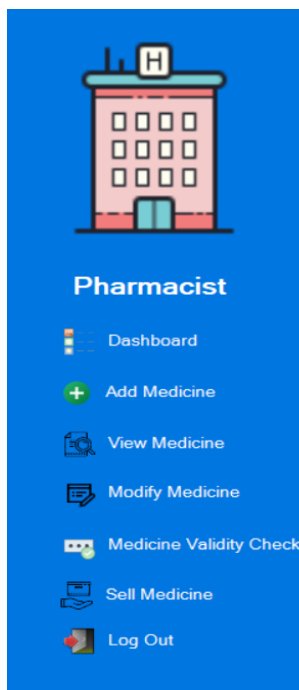 H
Pharmacist
Dashboard
Add Medicine
View Medicine
Modify Medicine
Medicine Validity Check
Sell Medicine
Log Out